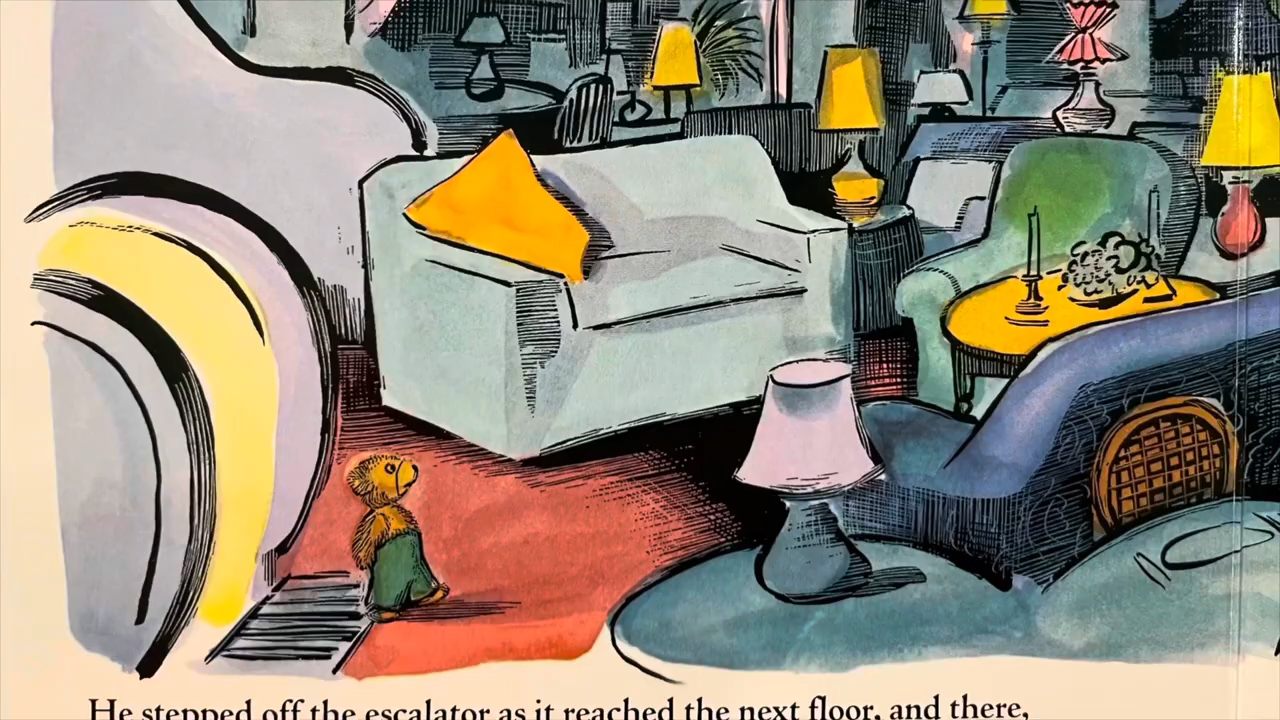 He stepped off the escalator as it reached the next floor, and there,